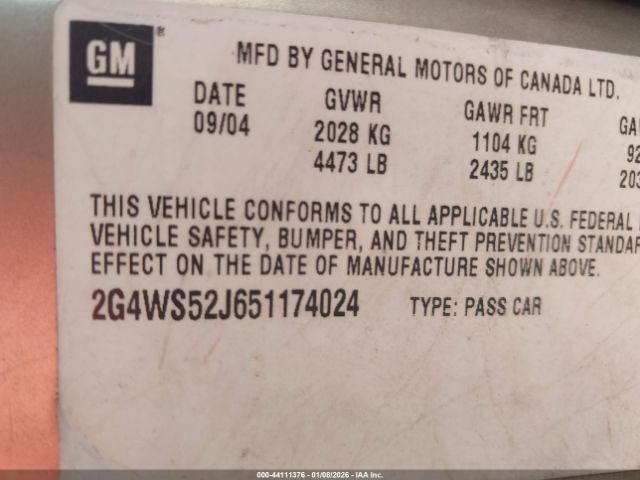 GM®
MFD BY GENERAL MOTORS OF CANADA LTD.
DATE GVWR GAWR FRT
09/04 2028 KG 1104 KG
4473 LB 2435 LB
THIS VEHICLE CONFORMS TO ALL APPLICABLE U.S. FEDERAL
VEHICLE SAFETY, BUMPER, AND THEFT PREVENTION
EFFECT ON THE DATE OF MANUFACTURE SHOWN ABOVE.
2G4WS52J651174024 TYPE: PASS CAR
000-44111376 | 01/08/2026 - IAA Inc.